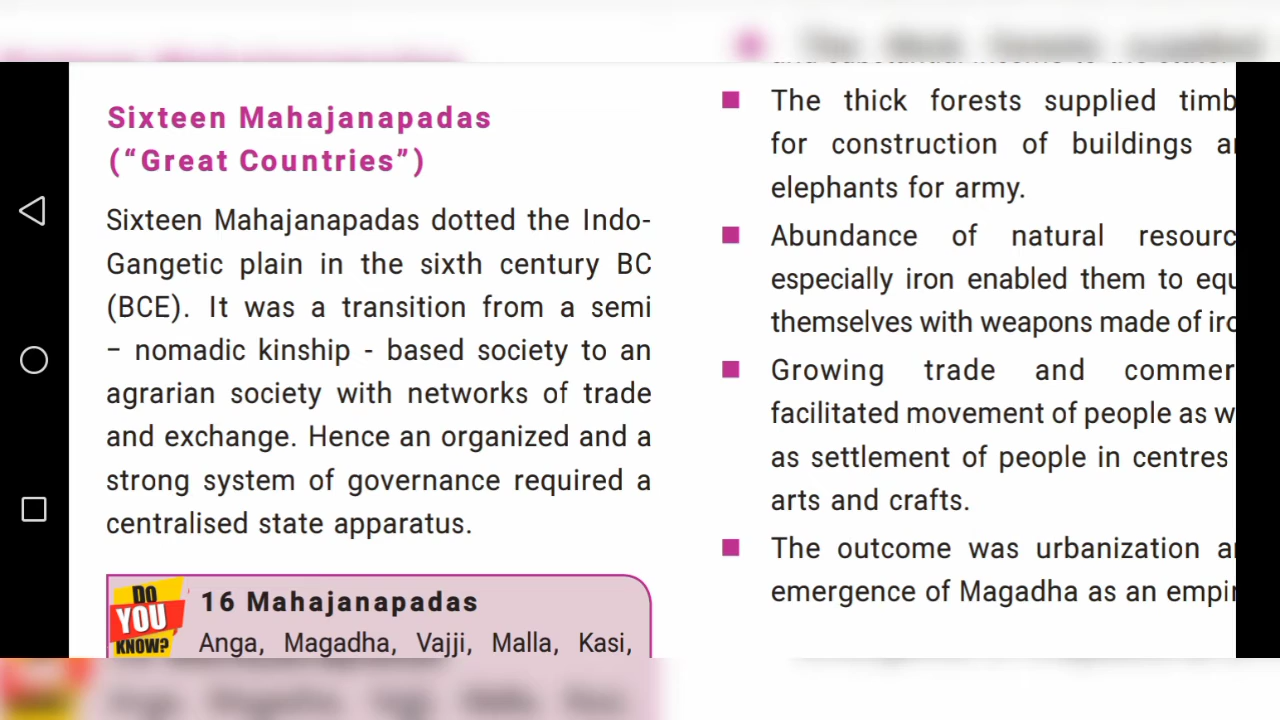 Sixteen Mahajanapadas
("Great Countries")
Sixteen Mahajanapadas dotted the Indo-
Gangetic plain in the sixth century BC
(BCE). It was a transition from a semi
– nomadic kinship - based society to an
agrarian society with networks of trade
and exchange. Hence an organized and a
strong system of governance required a
centralised state apparatus.
DO
YOU
KNOW?
16 Mahajanapadas
Anga, Magadha, Vajji, Malla, Kasi,
■ The thick forests supplied timb
for construction of buildings
elephants for army.
■ Abundance of natural resourc
especially iron enabled them to equ
themselves with weapons made of iro
■ Growing trade and commer
facilitated movement of people as w
as settlement of people in centres
arts and crafts.
■ The outcome was urbanization
emergence of Magadha as an empir